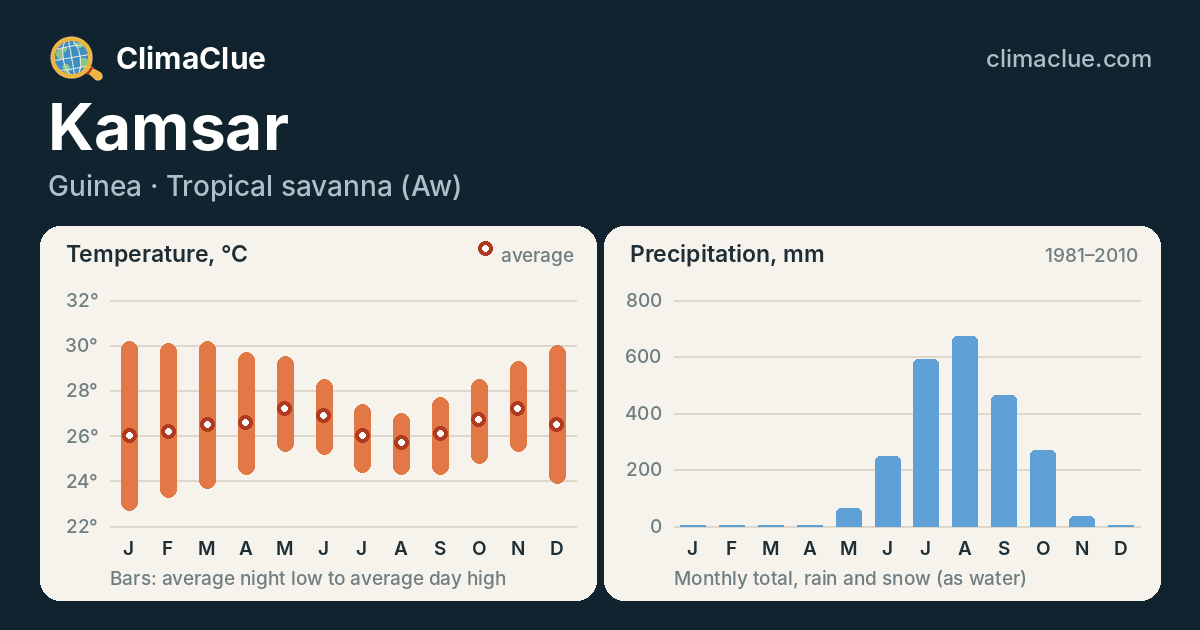 ClimaClue
climaclue.com
Kamsar
Guinea · Tropical savanna (Aw)
Temperature, °C
average
32°
30°
28°
26°
24°
22°
J F M A M J J A S O N D
Bars: average night low to average day high
Precipitation, mm
1981–2010
800
600
400
200
0
J F M A M J J A S O N D
Monthly total, rain and snow (as water)